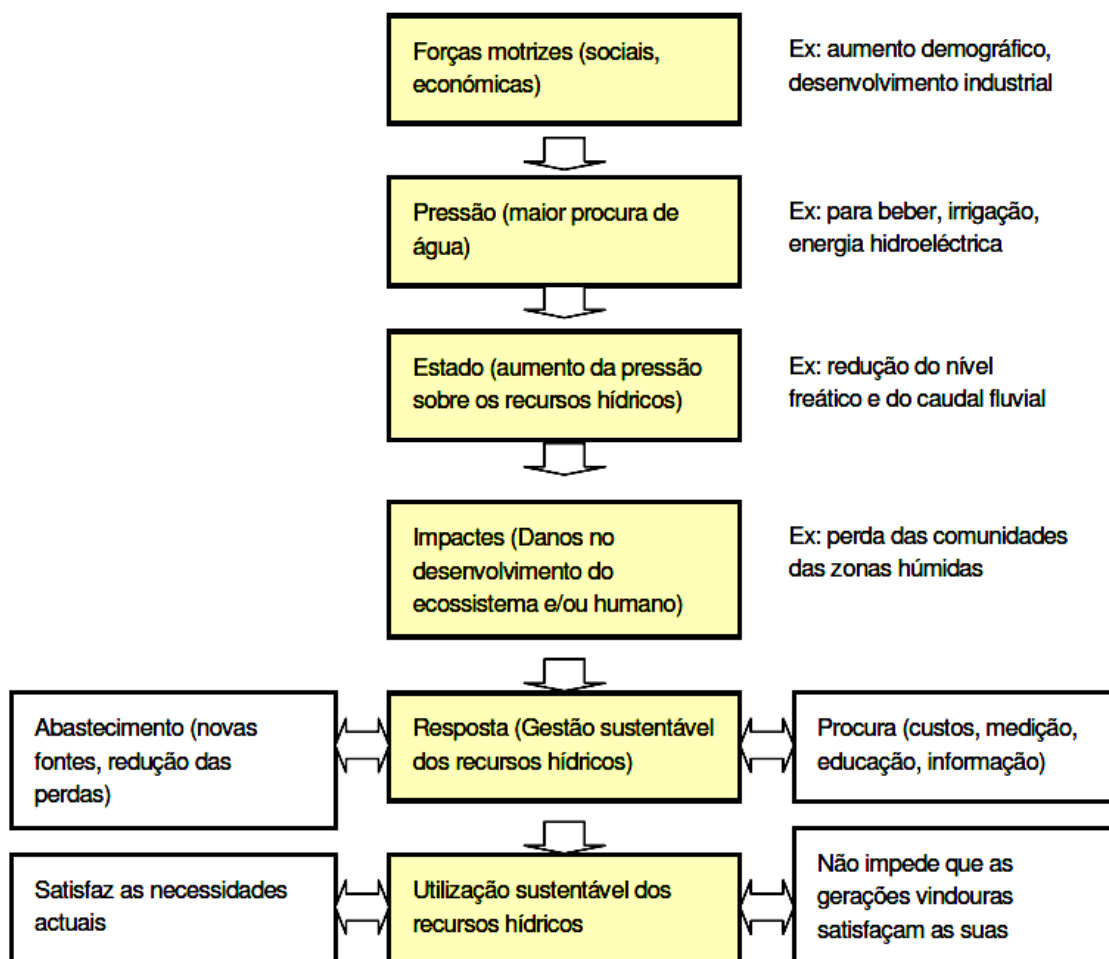 Forças motrizes (sociais,
económicas)
Ex: aumento demográfico,
desenvolvimento industrial
Pressão (maior procura de
água)
Ex: para beber, irrigação,
energia hidroeléctrica
Estado (aumento da pressão
sobre os recursos hídricos)
Ex: redução do nível
freático e do caudal fluvial
Impactes (Danos no
desenvolvimento do
ecossistema e/ou humano)
Ex: perda das comunidades
das zonas húmidas
Abastecimento (novas
fontes, redução das
perdas)
Resposta (Gestão sustentável
dos recursos hídricos)
Procura (custos, medição,
educação, informação)
Satisfaz as necessidades
actuais
Utilização sustentável dos
recursos hídricos
Não impede que as
gerações vindouras
satisfaçam as suas